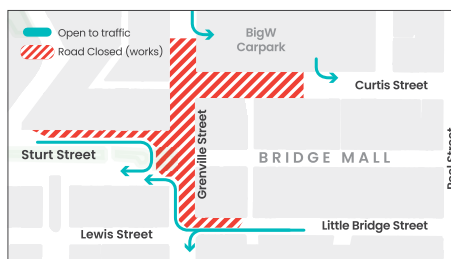 Open to traffic
Road Closed (works)
BigW
Carpark
Curtis Street
Grenville Street
Sturt Street
BRIDGE MALL
Little Bridge Street
Lewis Street
Street